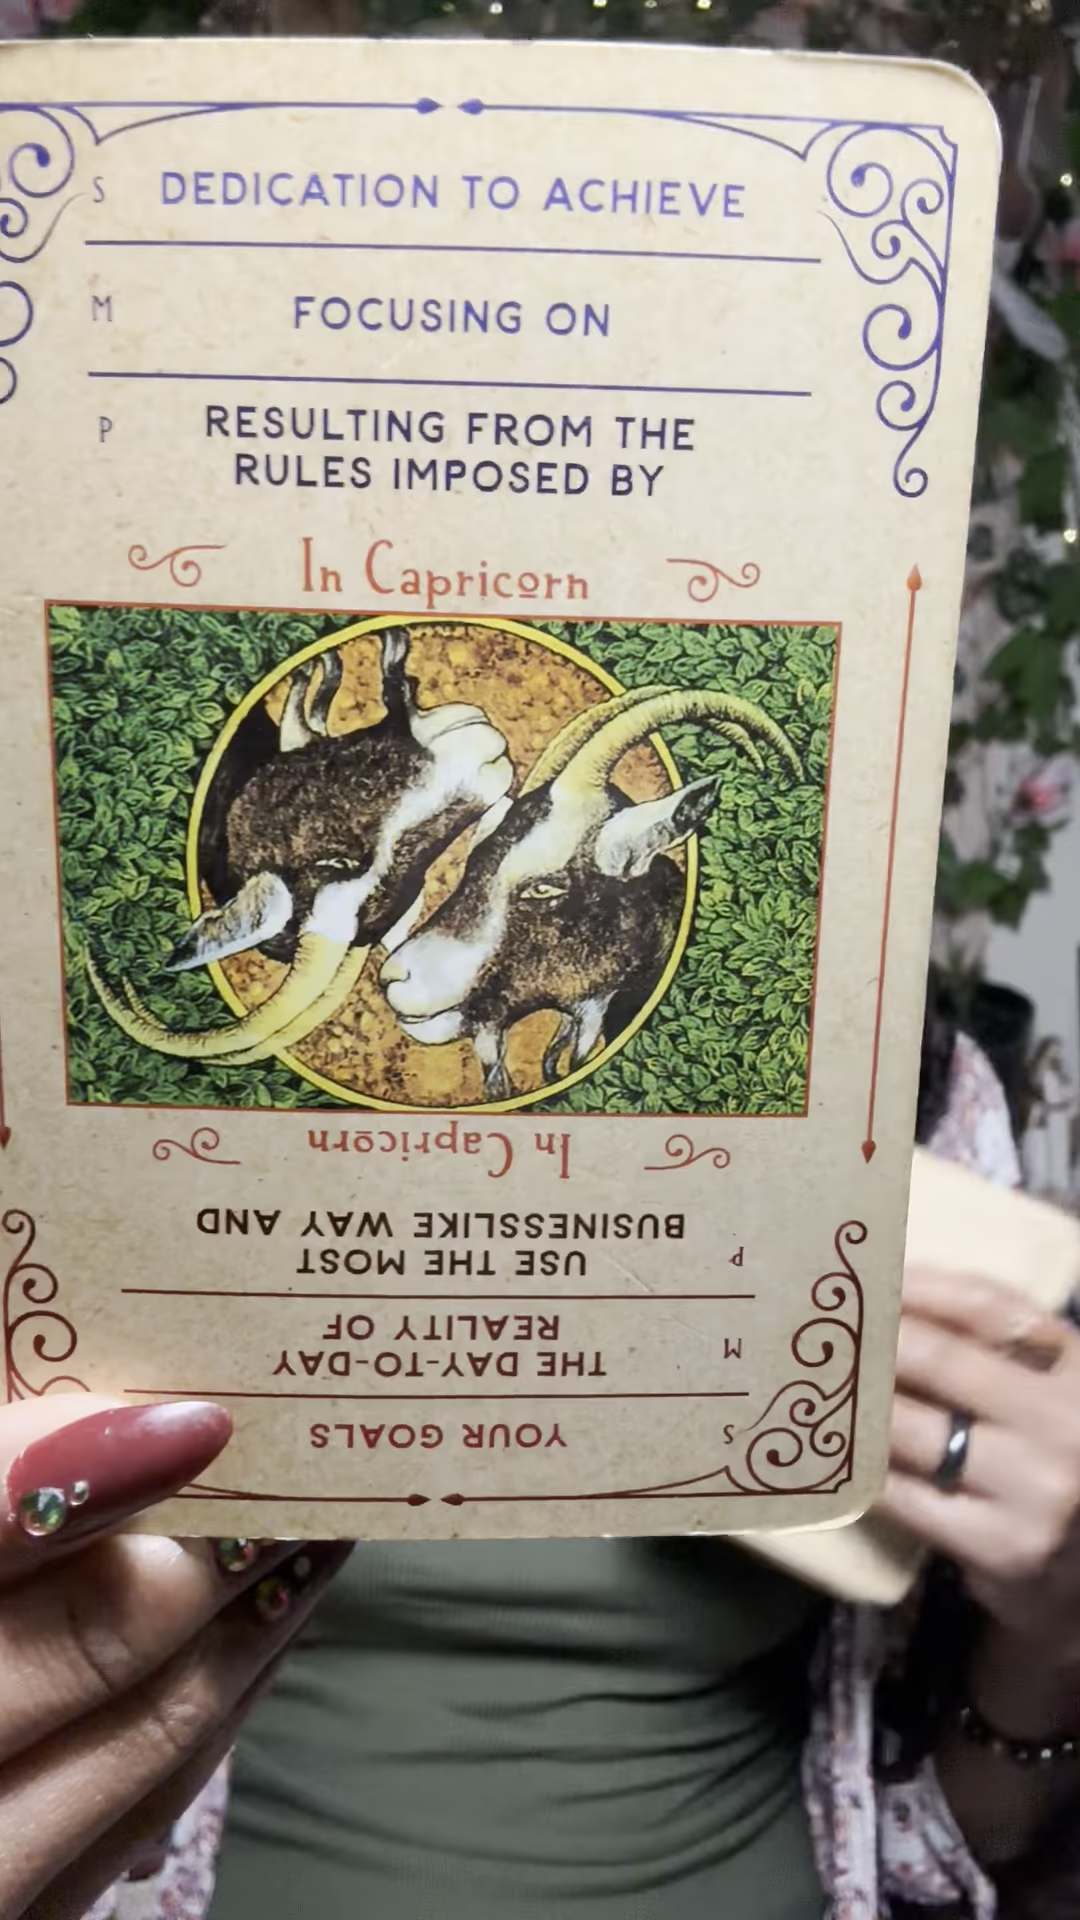 S DEDICATION TO ACHIEVE
M FOCUSING ON
P RESULTING FROM THE
RULES IMPOSED BY
In Capricorn
In Capricorn
BUSINESSLIKE WAY AND
USE THE MOST P
REALITY OF
THE DAY-TO-DAY M
YOUR GOALS S